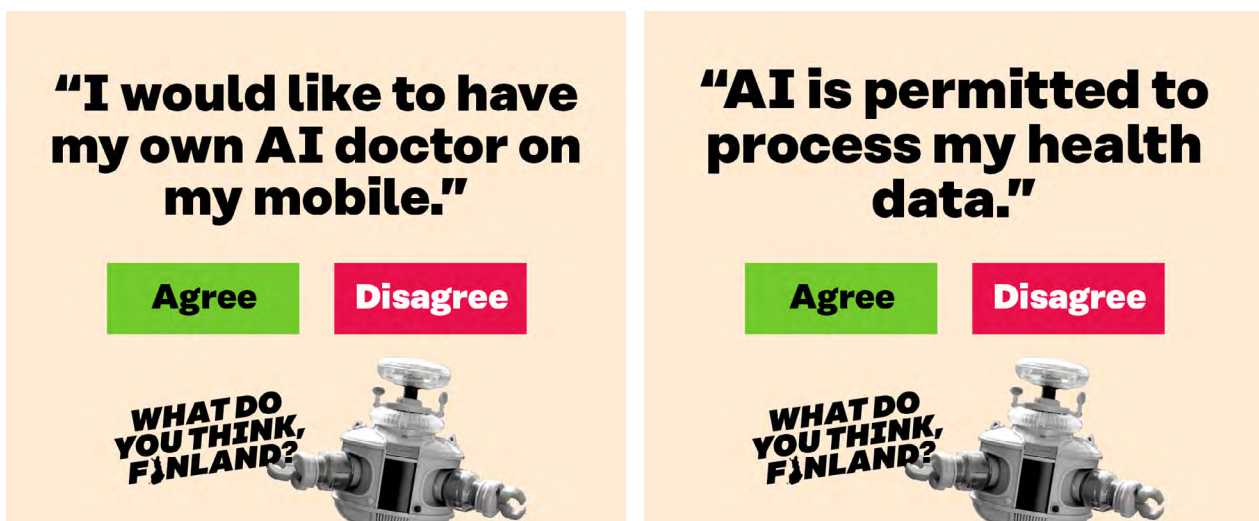 “I would like to have
my own AI doctor on
my mobile.”
Agree
Disagree
WHAT DO
YOU THINK,
FINLAND?
“AI is permitted to
process my health
data.”
Agree
Disagree
WHAT DO
YOU THINK,
FINLAND?